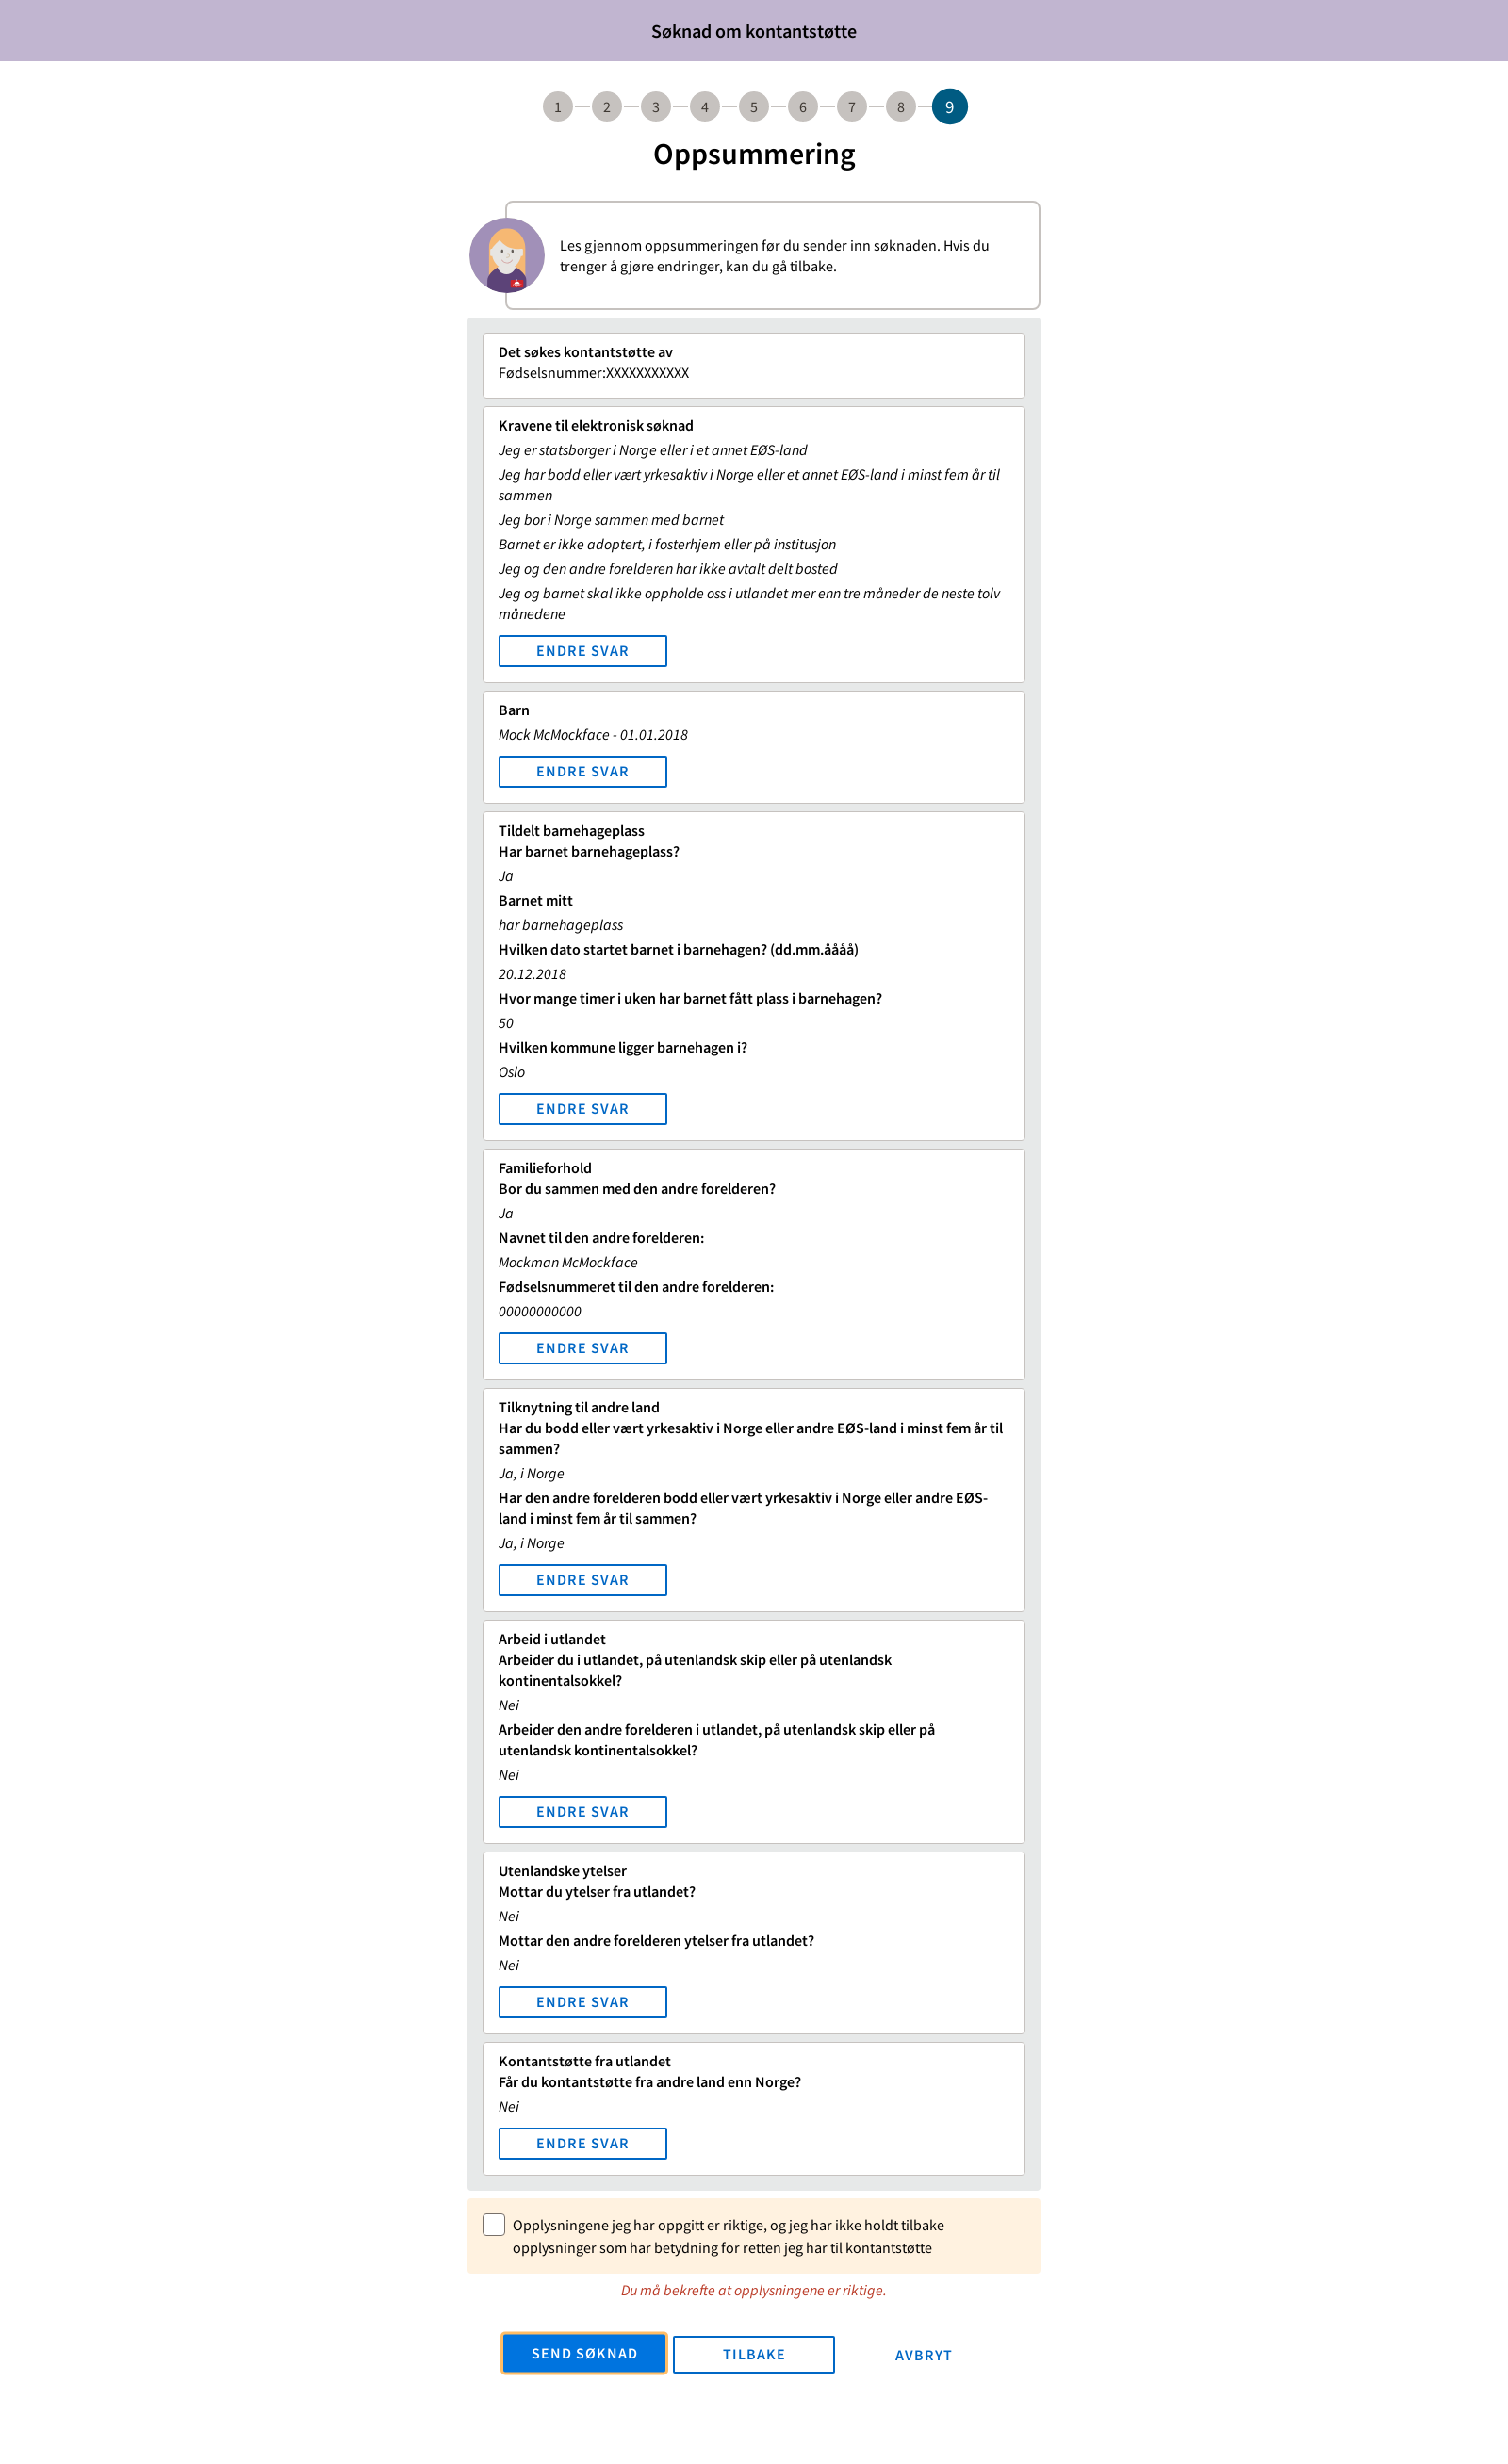 Søknad om kontantstøtte
1 2 3 4 5 6 7 8 9
Oppsummering
Les gjennom oppsummeringen før du sender inn søknaden. Hvis du
trenger å gjøre endringer, kan du gå tilbake.
Det søkes kontantstøtte av
Fødselsnummer:XXXXXXXXXXX
Kravene til elektronisk søknad
Jeg er statsborger i Norge eller i et annet EØS-land
Jeg har bodd eller vært yrkesaktiv i Norge eller et annet EØS-land i minst fem år til
sammen
Jeg bor i Norge sammen med barnet
Barnet er ikke adoptert, i fosterhjem eller på institusjon
Jeg og den andre forelderen har ikke avtalt delt bosted
Jeg og barnet skal ikke oppholde oss i utlandet mer enn tre måneder de neste tolv
månedene
ENDRE SVAR
Barn
Mock McMockface - 01.01.2018
ENDRE SVAR
Tildelt barnehageplass
Har barnet barnehageplass?
Ja
Barnet mitt
har barnehageplass
Hvilken dato startet barnet i barnehagen? (dd.mm.åååå)
20.12.2018
Hvor mange timer i uken har barnet fått plass i barnehagen?
50
Hvilken kommune ligger barnehagen i?
Oslo
ENDRE SVAR
Familieforhold
Bor du sammen med den andre forelderen?
Ja
Navnet til den andre forelderen:
Mockman McMockface
Fødselsnummeret til den andre forelderen:
00000000000
ENDRE SVAR
Tilknytning til andre land
Har du bodd eller vært yrkesaktiv i Norge eller andre EØS-land i minst fem år til
sammen?
Ja, i Norge
Har den andre forelderen bodd eller vært yrkesaktiv i Norge eller andre EØS-
land i minst fem år til sammen?
Ja, i Norge
ENDRE SVAR
Arbeid i utlandet
Arbeider du i utlandet, på utenlandsk skip eller på utenlandsk
kontinentalsokkel?
Nei
Arbeider den andre forelderen i utlandet, på utenlandsk skip eller på
utenlandsk kontinentalsokkel?
Nei
ENDRE SVAR
Utenlandske ytelser
Mottar du ytelser fra utlandet?
Nei
Mottar den andre forelderen ytelser fra utlandet?
Nei
ENDRE SVAR
Kontantstøtte fra utlandet
Får du kontantstøtte fra andre land enn Norge?
Nei
ENDRE SVAR
Opplysningene jeg har oppgitt er riktige, og jeg har ikke holdt tilbake
opplysninger som har betydning for retten jeg har til kontantstøtte
Du må bekrefte at opplysningene er riktige.
SEND SØKNAD TILBAKE AVBRYT